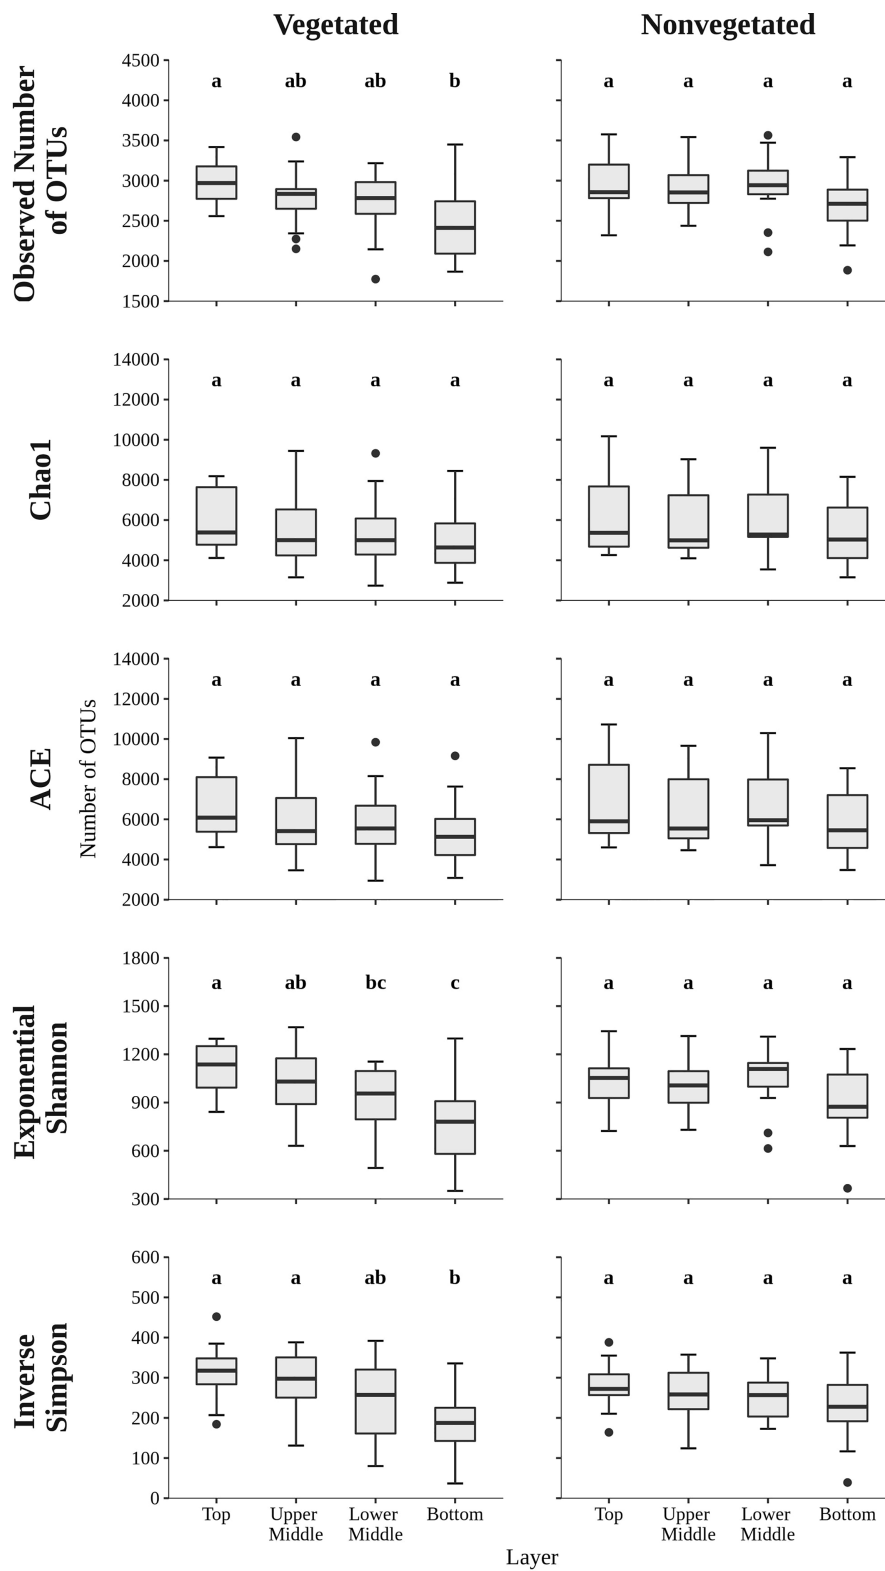 Vegetated Nonvegetated
Observed Number
of OTUs
4500
4000
3500
3000
2500
2000
1500
a ab ab b
a a a a
Chao1
14000
12000
10000
8000
6000
4000
2000
a a a a
a a a a
ACE
Number of OTUs
14000
12000
10000
8000
6000
4000
2000
a a a a
a a a a
Exponential
Shannon
1800
1500
1200
900
600
300
a ab bc c
a a a a
Inverse
Simpson
600
500
400
300
200
100
0
a a ab b
a a a a
Top Upper Lower Bottom Top Upper Lower Bottom
Middle Middle Middle Middle
Layer